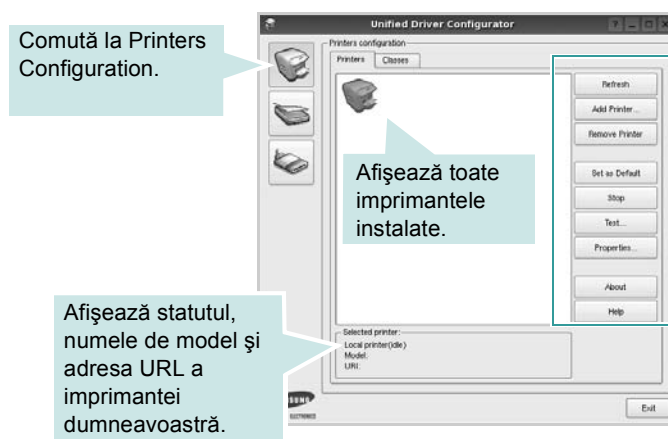 Comută la Printers
Configuration.
Unified Driver Configurator
Printers configuration
Printers
Classes
Refresh
Add Printer...
Remove Printer
Set as Default
Stop
Test...
Properties...
About
Help
Afişează toate
imprimantele
instalate.
Afişează statutul,
numele de model şi
adresa URL a
imprimantei
dumneavoastră.
Selected printer:
Local printer(idle)
Model:
URI:
ELECTRONICS
Exit